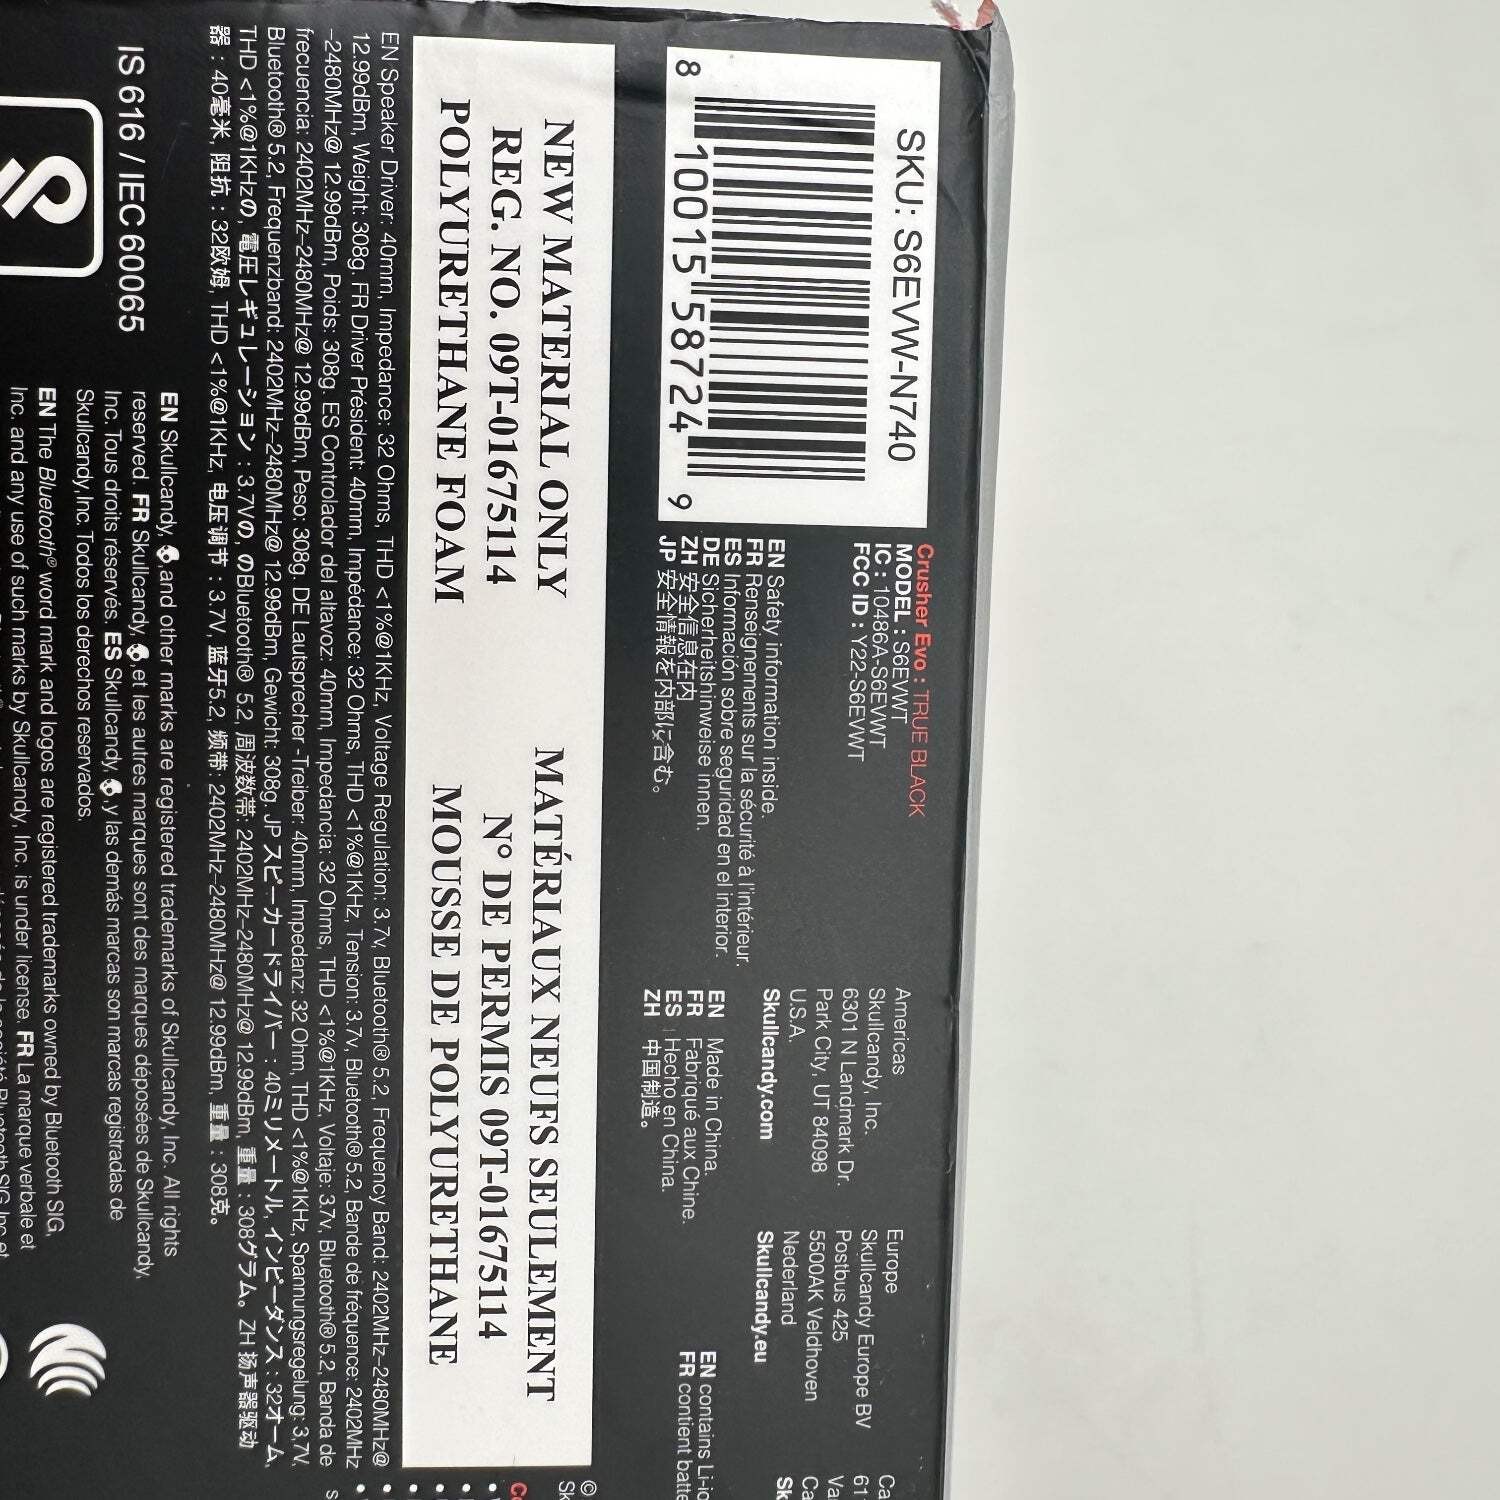 SKU: S6EVW-N740
8 10015 58724 9
Crusher Evo : TRUE BLACK
MODEL : S6EVWT
IC : 10486A-S6EVWT
FCC ID : Y22-S6EVWT
EN Safety information inside.
FR Renseignements sur la sécurité à l'intérieur.
ES Información sobre seguridad en el interior.
DE Sicherheitshinweise innen.
ZH 安全信息在内
JP 安全情報を内部に含む。
Americas
Skullcandy, Inc.
6301 N Landmark Dr.
Park City, UT 84098
U.S.A.
Skullcandy.com
EN Made in China.
FR Fabriqué aux Chine.
ES Hecho en China.
ZH 中国制造。
Europe
Skullcandy Europe BV
Postbus 425
5500AK Veldhoven
Nederland
Skullcandy.eu
EN contains
FR contient
NEW MATERIAL ONLY
REG. NO. 09T-01675114
POLYURETHANE FOAM
MATÉRIAUX NEUFS SEULEMENT
N° DE PERMIS 09T-01675114
MOUSSE DE POLYURETHANE
EN Speaker Driver: 40mm, Impedance: 32 Ohms, THD <1%@1KHz, Voltage Regulation: 3.7v, Bluetooth® 5.2, Frequency Band: 2402MHz–2480MHz@
12.99dBm, Weight: 308g. FR Driver Président: 40mm, Impédance: 32 Ohms, THD <1%@1KHz, Tension: 3.7v, Bluetooth® 5.2, Bande de fréquence: 2402MHz
–2480MHz@ 12.99dBm, Poids: 308g. ES Controlador del altavoz: 40mm, Impedancia: 32 Ohms, THD <1%@1KHz, Voltaje: 3.7v, Bluetooth® 5.2, Banda de
frecuencia: 2402MHz–2480MHz@ 12.99dBm, Peso: 308g. DE Lautsprecher -Treiber: 40mm, Impedanz: 32 Ohm, THD <1%@1KHz, Spannungsregelung: 3,7V,
Bluetooth® 5.2, Frequenzband: 2402MHz–2480MHz@ 12.99dBm, Gewicht: 308g. JP スピーカードライバー : 40ミリメートル, インピーダンス : 32オーム,
THD <1%@1KHzの, 電圧レギュレーション : 3.7Vの, のBluetooth® 5.2, 周波数帯: 2402MHz–2480MHz@ 12.99dBm, 重量 : 308グラム。 ZH 扬声器驱动
器 : 40毫米, 阻抗 : 32欧姆, THD <1%@1KHz, 电压调节 : 3.7V, 蓝牙5.2, 频带: 2402MHz–2480MHz@ 12.99dBm, 重量 : 308克。
IS 616 / IEC 60065
EN Skullcandy, and other marks are registered trademarks of Skullcandy, Inc. All rights
reserved. FR Skullcandy, et les autres marques sont des marques déposées de Skullcandy,
Inc. Tous droits réservés. ES Skullcandy, y las demás marcas son marcas registradas de
Skullcandy, Inc. Todos los derechos reservados.
EN The Bluetooth® word mark and logos are registered trademarks owned by Bluetooth SIG,
Inc. and any use of such marks by Skullcandy, Inc. is under license. FR La marque verbale et